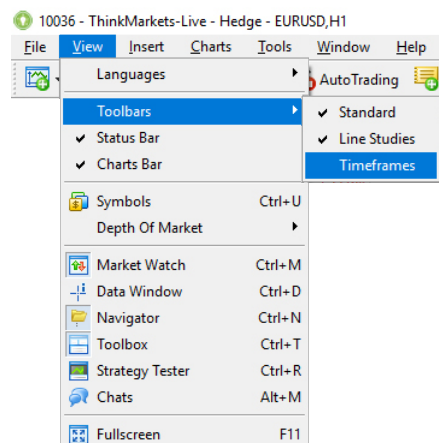 10036 - ThinkMarkets-Live - Hedge - EURUSD,H1
File View Insert Charts Tools Window Help
Languages
AutoTrading
Toolbars
Standard
Status Bar
Line Studies
Charts Bar
Timeframes
Symbols Ctrl+U
Depth Of Market
Market Watch Ctrl+M
Data Window Ctrl+D
Navigator Ctrl+N
Toolbox Ctrl+T
Strategy Tester Ctrl+R
Chats Alt+M
Fullscreen F11